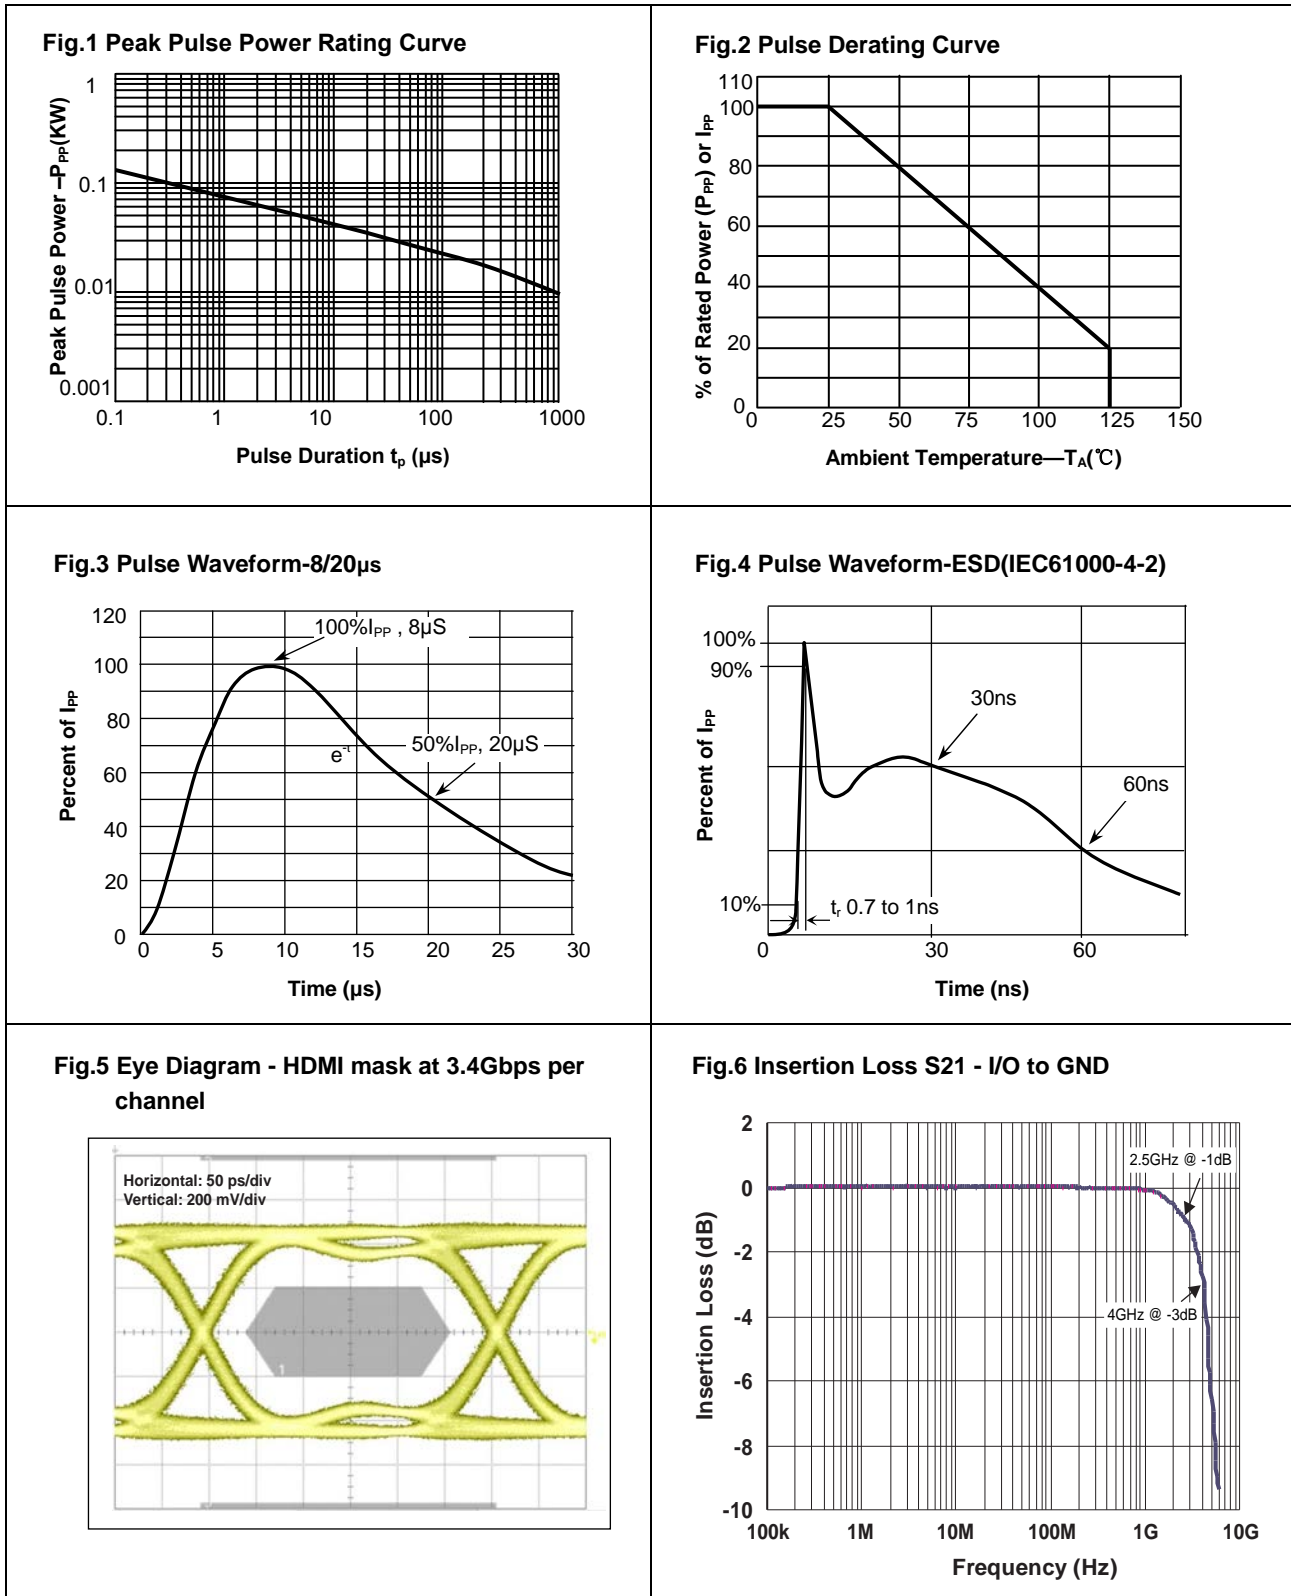 Fig.1 Peak Pulse Power Rating Curve
Peak Pulse Power –PPP(KW)
1
0.1
0.01
0.001
0.1 1 10 100 1000
Pulse Duration tp (µs)
Fig.2 Pulse Derating Curve
% of Rated Power (PPP) or IPP
110
100
80
60
40
20
0
0 25 50 75 100 125 150
Ambient Temperature—TA(℃)
Fig.3 Pulse Waveform-8/20µs
Percent of IPP
120
100
80
60
40
20
0
100%IPP , 8µS
e-t
50%IPP, 20µS
0 5 10 15 20 25 30
Time (µs)
Fig.4 Pulse Waveform-ESD(IEC61000-4-2)
Percent of IPP
100%
90%
10%
30ns
60ns
tr 0.7 to 1ns
0 30 60
Time (ns)
Fig.5 Eye Diagram - HDMI mask at 3.4Gbps per
channel
Horizontal: 50 ps/div
Vertical: 200 mV/div
1
Fig.6 Insertion Loss S21 - I/O to GND
Insertion Loss (dB)
2
0
-2
-4
-6
-8
-10
2.5GHz @ -1dB
4GHz @ -3dB
100k 1M 10M 100M 1G 10G
Frequency (Hz)